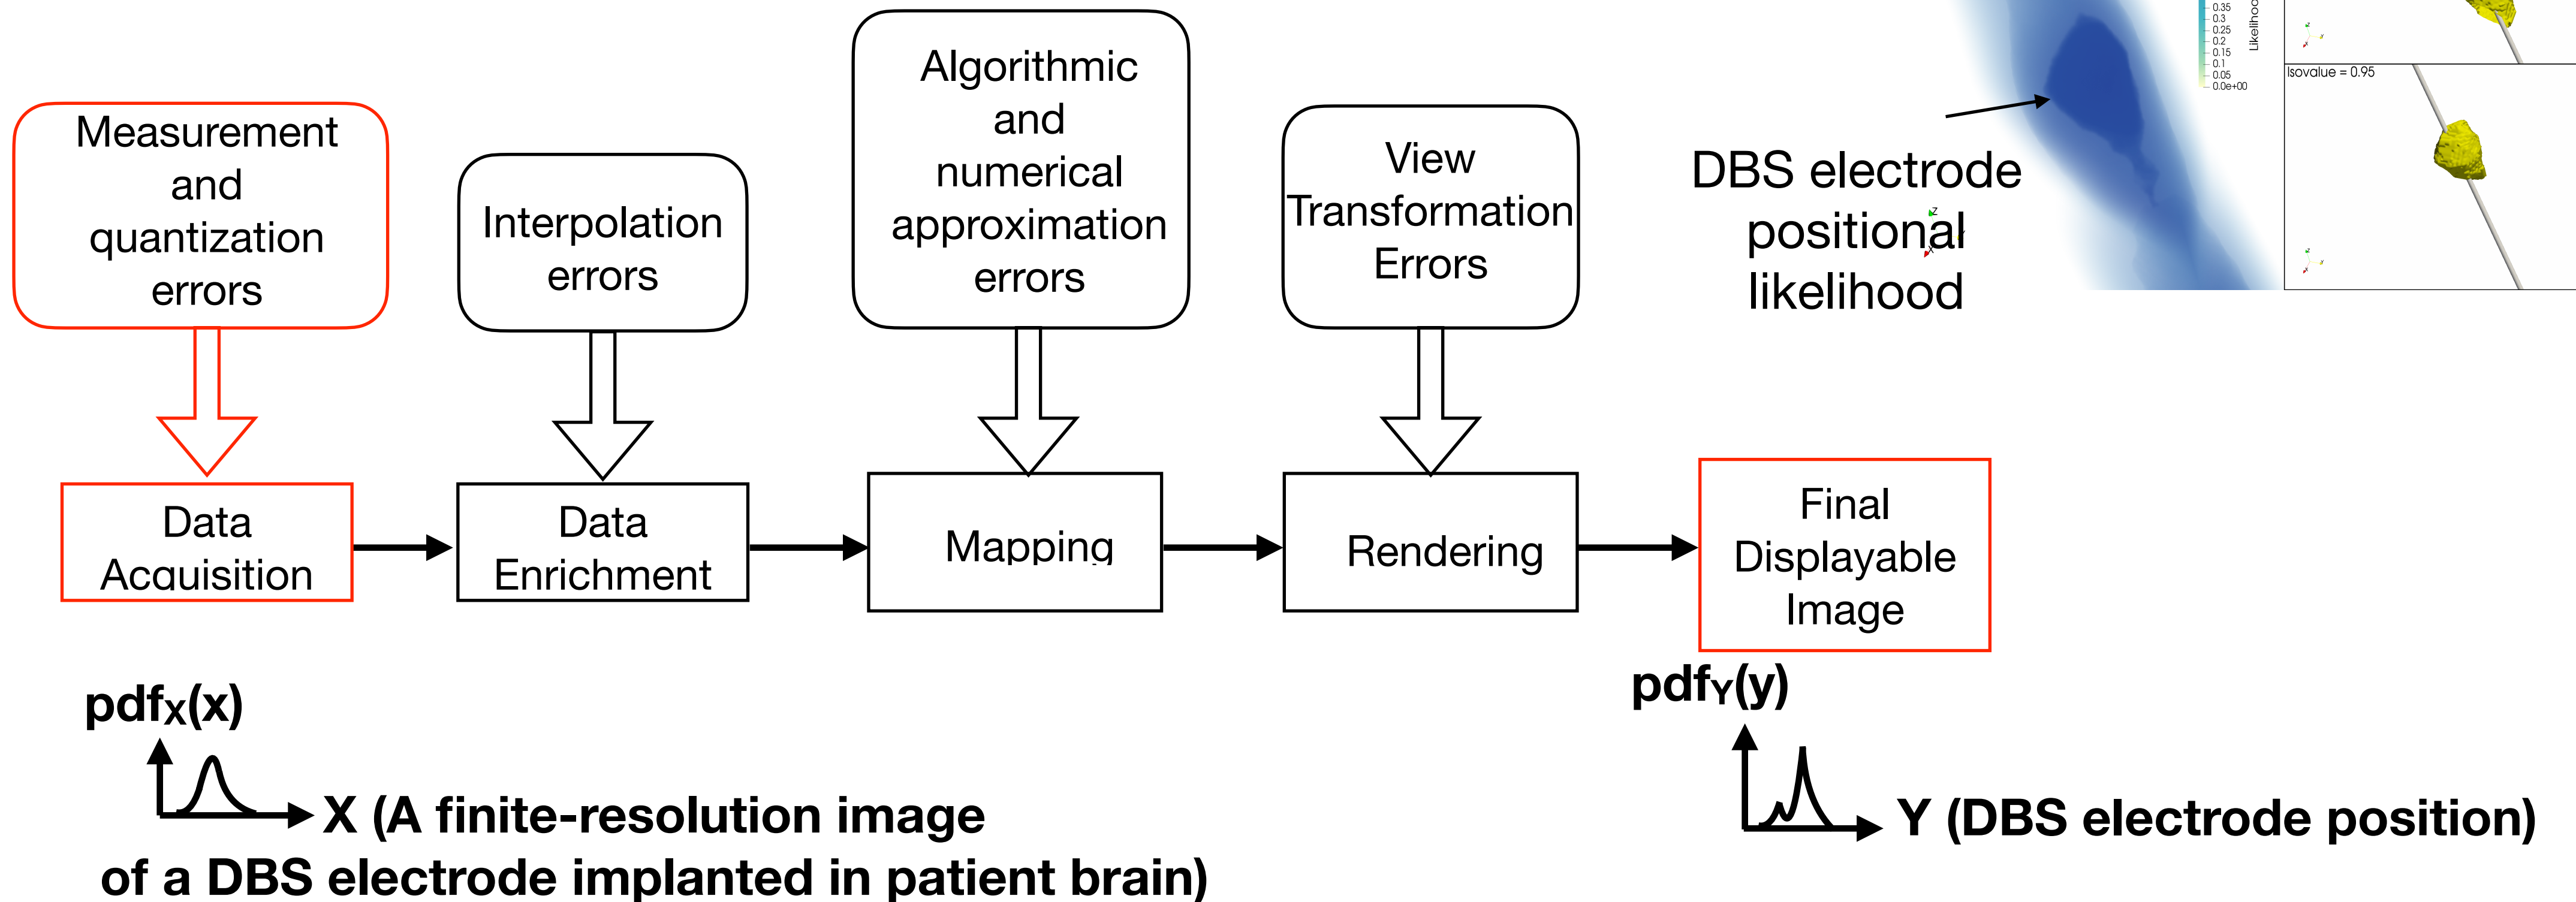 Measurement
and
quantization
errors
Interpolation
errors
Algorithmic
and
numerical
approximation
errors
View
Transformation
Errors
DBS electrode
positional
likelihood
0.35
0.3
0.25
0.2
0.15
0.1
0.05
0.0e+00
Isovalue = 0.95
Data
Acquisition
Data
Enrichment
Mapping
Rendering
Final
Displayable
Image
pdfX(x)
X (A finite-resolution image
of a DBS electrode implanted in patient brain)
pdfY(y)
Y (DBS electrode position)